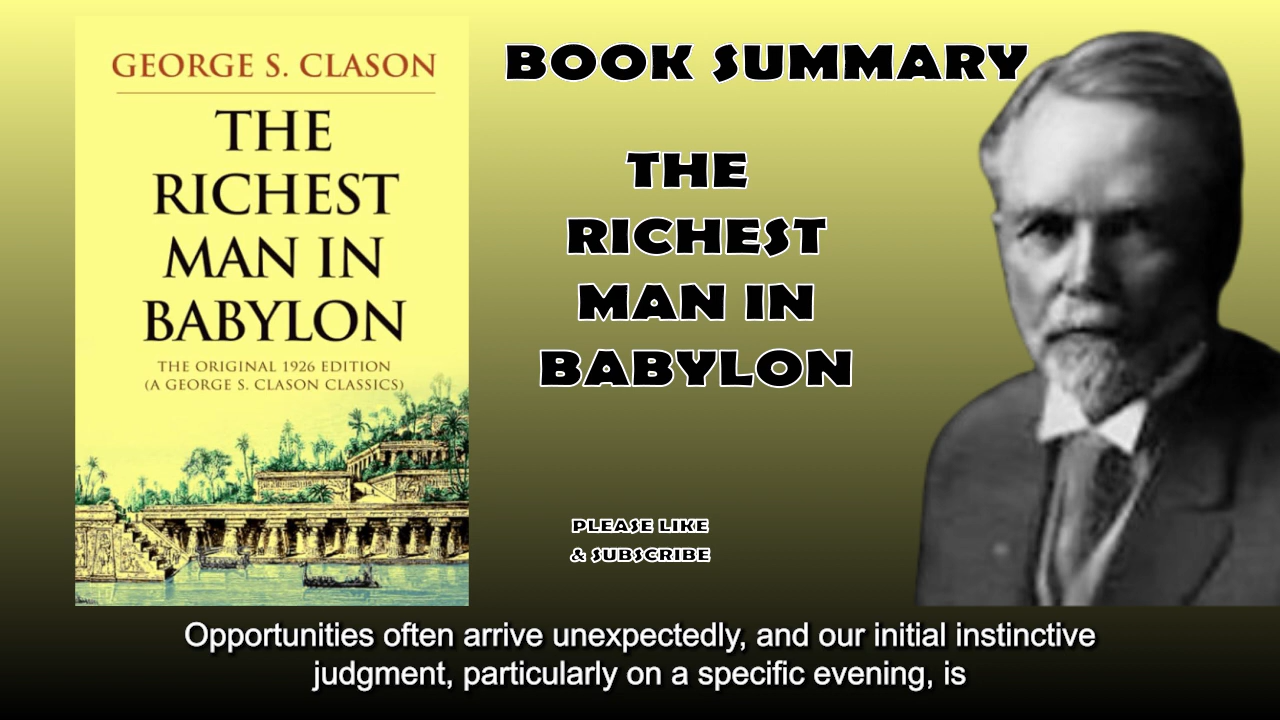 GEORGE S. CLASON
THE
RICHEST
MAN IN
BABYLON
THE ORIGINAL 1926 EDITION
(A GEORGE S. CLASON CLASSICS)
BOOK SUMMARY
THE
RICHEST
MAN IN
BABYLON
PLEASE LIKE
& SUBSCRIBE
Opportunities often arrive unexpectedly, and our initial instinctive
judgment, particularly on a specific evening, is